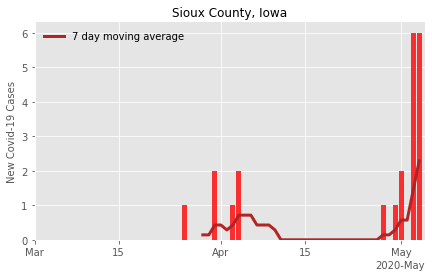 Sioux County, Iowa
7 day moving average
New Covid-19 Cases
6
5
4
3
2
1
0
Mar 15 Apr 15 May
2020-May